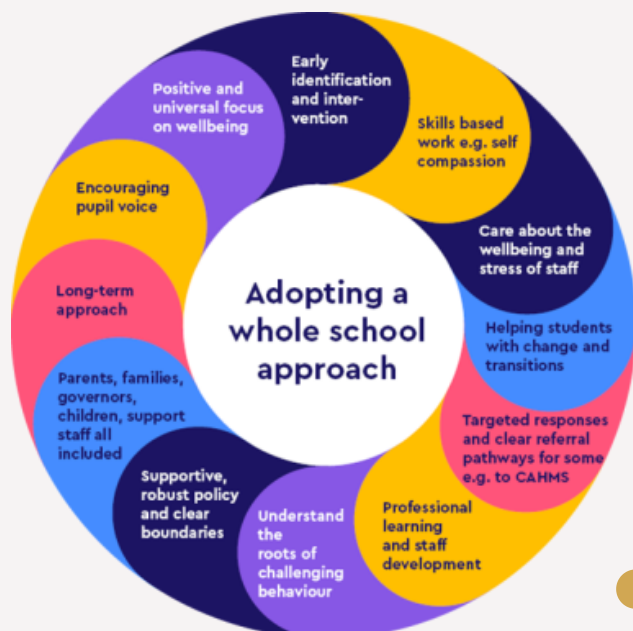 Adopting a
whole school
approach
Early
identification
and inter-
vention
Skills based
work e.g. self
compassion
Care about the
wellbeing and
stress of staff
Helping students
with change and
transitions
Targeted responses
and clear referral
pathways for some
e.g. to CAHMS
Professional
learning
and staff
development
Understand
the
roots of
challenging
behaviour
Supportive,
robust policy
and clear
boundaries
Parents, families,
governors,
children, support
staff all
included
Long-term
approach
Encouraging
pupil voice
Positive and
universal focus
on wellbeing